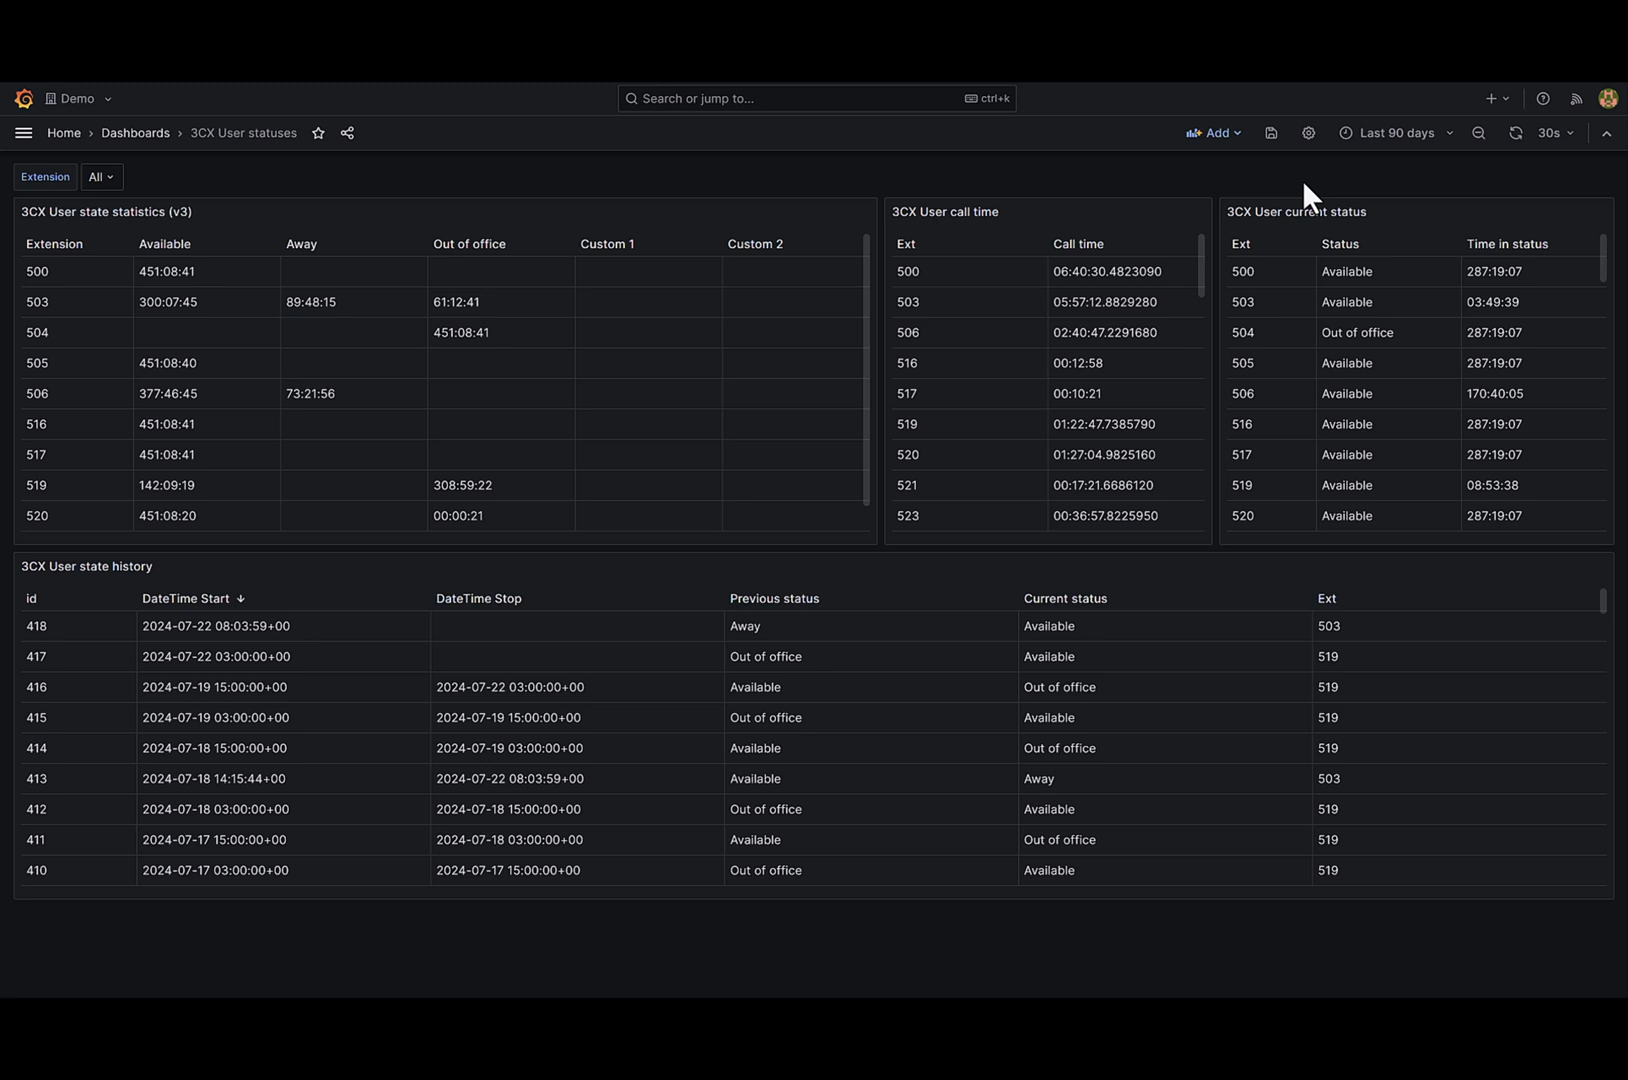 Demo
Search or jump to... ctrl+k
Home › Dashboards › 3CX User statuses
Add Last 90 days 30s
Extension All
3CX User state statistics (v3)
Extension Available Away Out of office Custom 1 Custom 2
500 451:08:41
503 300:07:45 89:48:15 61:12:41
504 451:08:41
505 451:08:40
506 377:46:45 73:21:56
516 451:08:41
517 451:08:41
519 142:09:19 308:59:22
520 451:08:20 00:00:21
3CX User call time
Ext Call time
500 06:40:30.4823090
503 05:57:12.8829280
506 02:40:47.2291680
516 00:12:58
517 00:10:21
519 01:22:47.7385790
520 01:27:04.9825160
521 00:17:21.6686120
523 00:36:57.8225950
3CX User current status
Ext Status Time in status
500 Available 287:19:07
503 Available 03:49:39
504 Out of office 287:19:07
505 Available 287:19:07
506 Available 170:40:05
516 Available 287:19:07
517 Available 287:19:07
519 Available 08:53:38
520 Available 287:19:07
3CX User state history
id DateTime Start DateTime Stop Previous status Current status Ext
418 2024-07-22 08:03:59+00 Away Available 503
417 2024-07-22 03:00:00+00 Out of office Available 519
416 2024-07-19 15:00:00+00 2024-07-22 03:00:00+00 Available Out of office 519
415 2024-07-19 03:00:00+00 2024-07-19 15:00:00+00 Out of office Available 519
414 2024-07-18 15:00:00+00 2024-07-19 03:00:00+00 Available Out of office 519
413 2024-07-18 14:15:44+00 2024-07-22 08:03:59+00 Available Away 503
412 2024-07-18 03:00:00+00 2024-07-18 15:00:00+00 Out of office Available 519
411 2024-07-17 15:00:00+00 2024-07-18 03:00:00+00 Available Out of office 519
410 2024-07-17 03:00:00+00 2024-07-17 15:00:00+00 Out of office Available 519